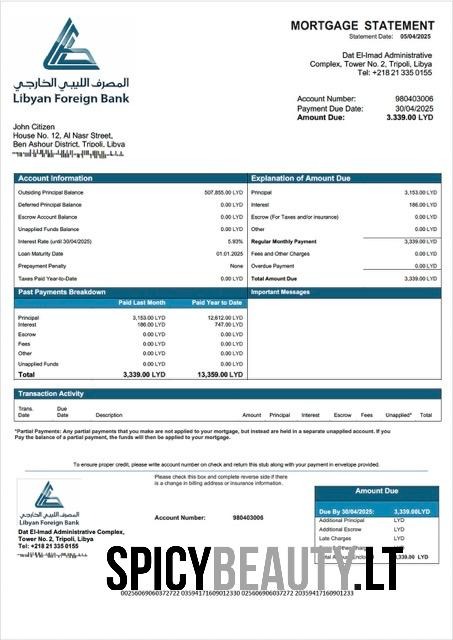 MORTGAGE STATEMENT
Statement Date: 05/04/2025
المصرف الليبي الخارجي
Libyan Foreign Bank
Dat El-Imad Administrative
Complex, Tower No. 2, Tripoli, Libya
Tel: +218 21 335 0155
Account Number: 980403006
Payment Due Date: 30/04/2025
Amount Due: 3.339.00 LYD
John Citizen
House No. 12, Al Nasr Street,
Ben Ashour District, Tripoli, Libya
Account Information
Outsiding Principal Balance 507,855.00 LYD
Deferred Principal Balance 0.00 LYD
Escrow Account Balance 0.00 LYD
Unapplied Funds Balance 0.00 LYD
Interest Rate (until 30/04/2025) 5.93%
Loan Maturity Date 01.01.2025
Prepayment Penalty None
Taxes Paid Year-to-Date 0.00 LYD
Explanation of Amount Due
Principal 3,153.00 LYD
Interest 186.00 LYD
Escrow (For Taxes and/or insurance) 0.00 LYD
Other 0.00 LYD
Regular Monthly Payment 3,339.00 LYD
Fees and Other Charges 0.00 LYD
Overdue Payment 0.00 LYD
Total Amount Due 3,339.00 LYD
Past Payments Breakdown
Paid Last Month Paid Year to Date
Principal 3,153.00 LYD 12,612.00 LYD
Interest 186.00 LYD 747.00 LYD
Escrow 0.00 LYD 0.00 LYD
Fees 0.00 LYD 0.00 LYD
Other 0.00 LYD 0.00 LYD
Unapplied Funds 0.00 LYD 0.00 LYD
Total 3,339.00 LYD 13,359.00 LYD
Important Messages
Transaction Activity
Trans. Date Due Date Description Amount Principal Interest Escrow Fees Unapplied* Total
*Partial Payments: Any partial payments that you make are not applied to your mortgage, but instead are held in a separate unapplied account. If you
Pay the balance of a partial payment, the funds will then be applied to your mortgage.
To ensure proper credit, please write account number on check and return this stub along with your payment in envelope provided.
Please check this box and complete reverse side if there
is a change in billing address or insurance information.
المصرف الليبي الخارجي
Libyan Foreign Bank
Dat El-Imad Administrative Complex,
Tower No. 2, Tripoli, Libya
Tel: +218 21 335 0155
Account Number: 980403006
Amount Due
Due By 30/04/2025: 3,339.00LYD
Additional Principal LYD
Additional Escrow LYD
Late Charges LYD
LYD
LYD
SPICYBEAUTY.LT